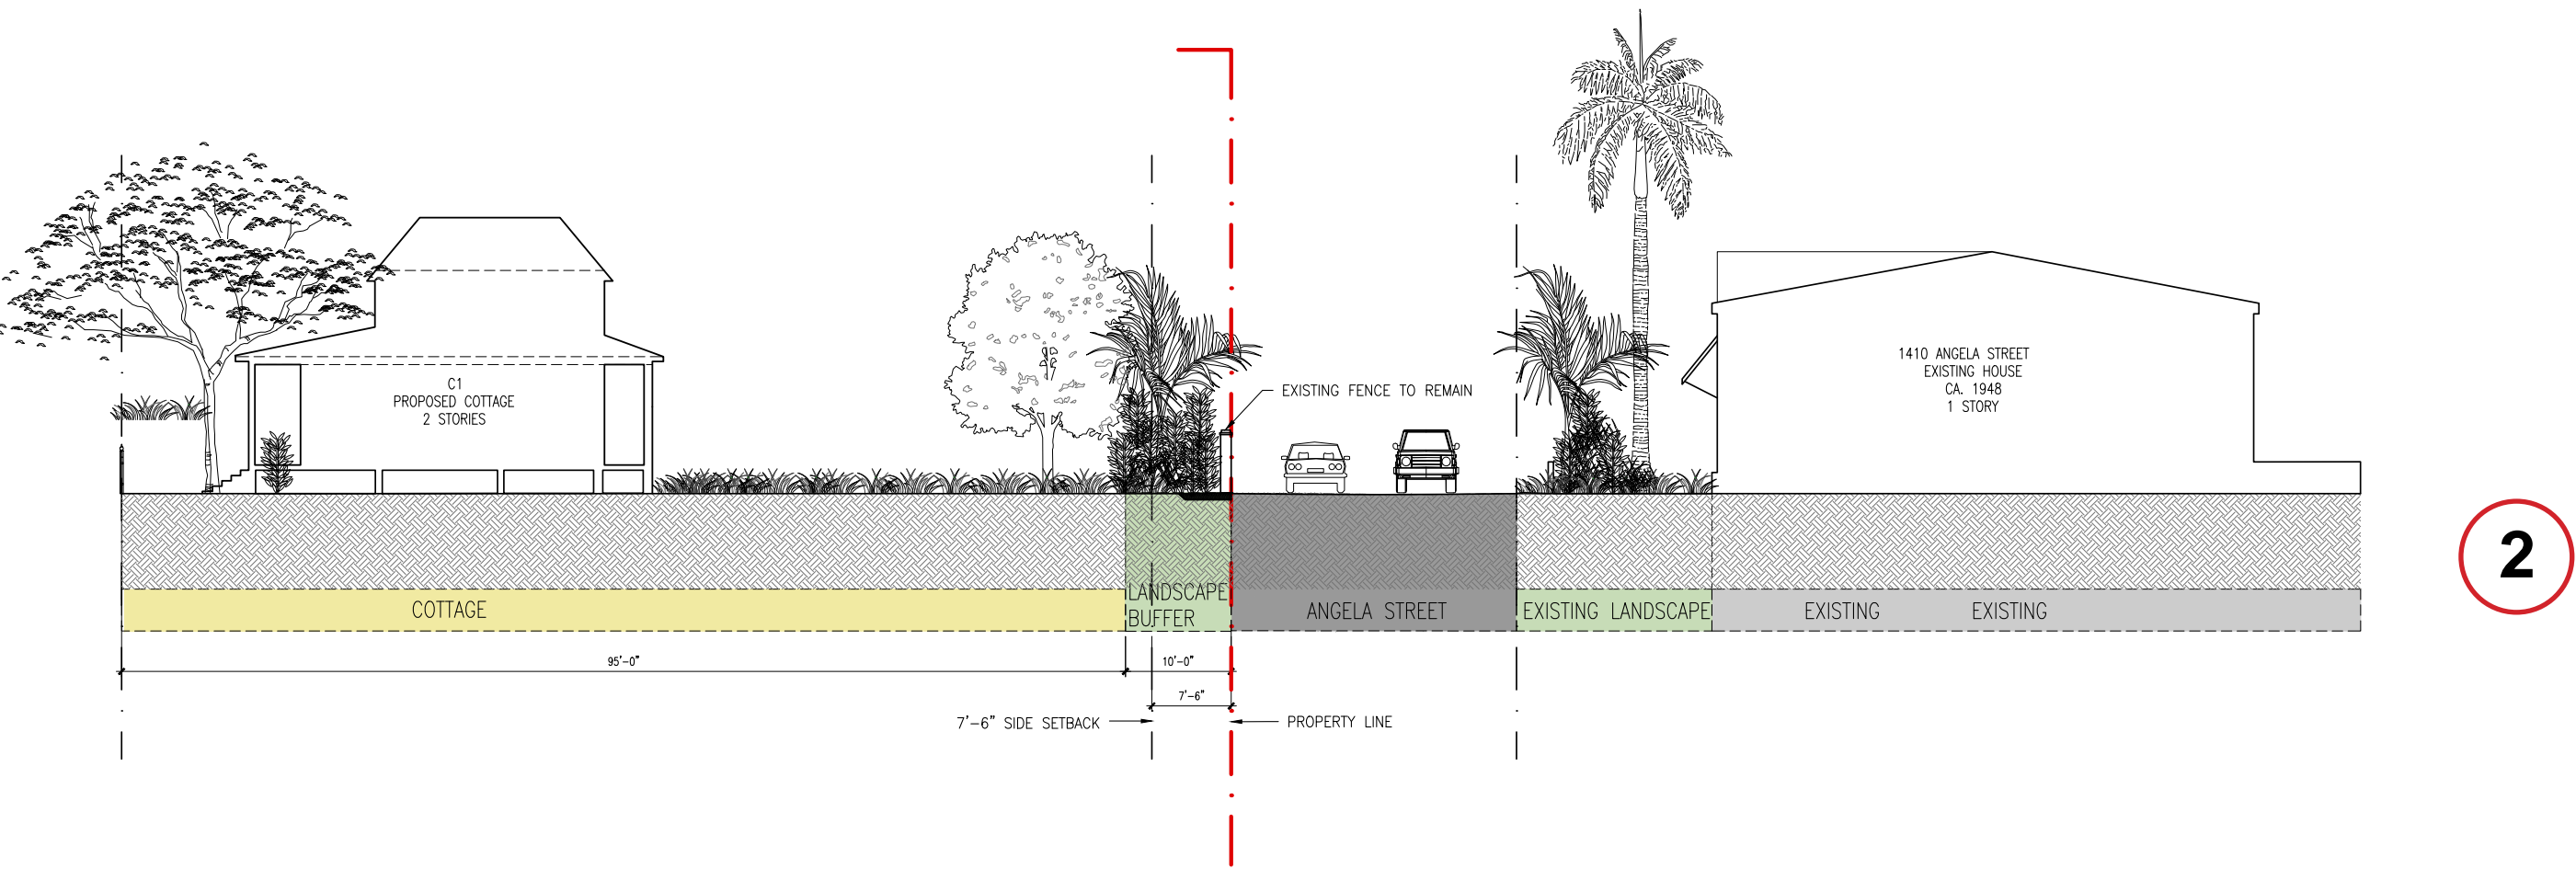 C1
PROPOSED COTTAGE
2 STORIES
EXISTING FENCE TO REMAIN
1410 ANGELA STREET
EXISTING HOUSE
CA. 1948
1 STORY
2
COTTAGE
LANDSCAPE
BUFFER
ANGELA STREET
EXISTING LANDSCAPE
EXISTING
EXISTING
95'-0"
10'-0"
7'-6"
7'-6" SIDE SETBACK
PROPERTY LINE